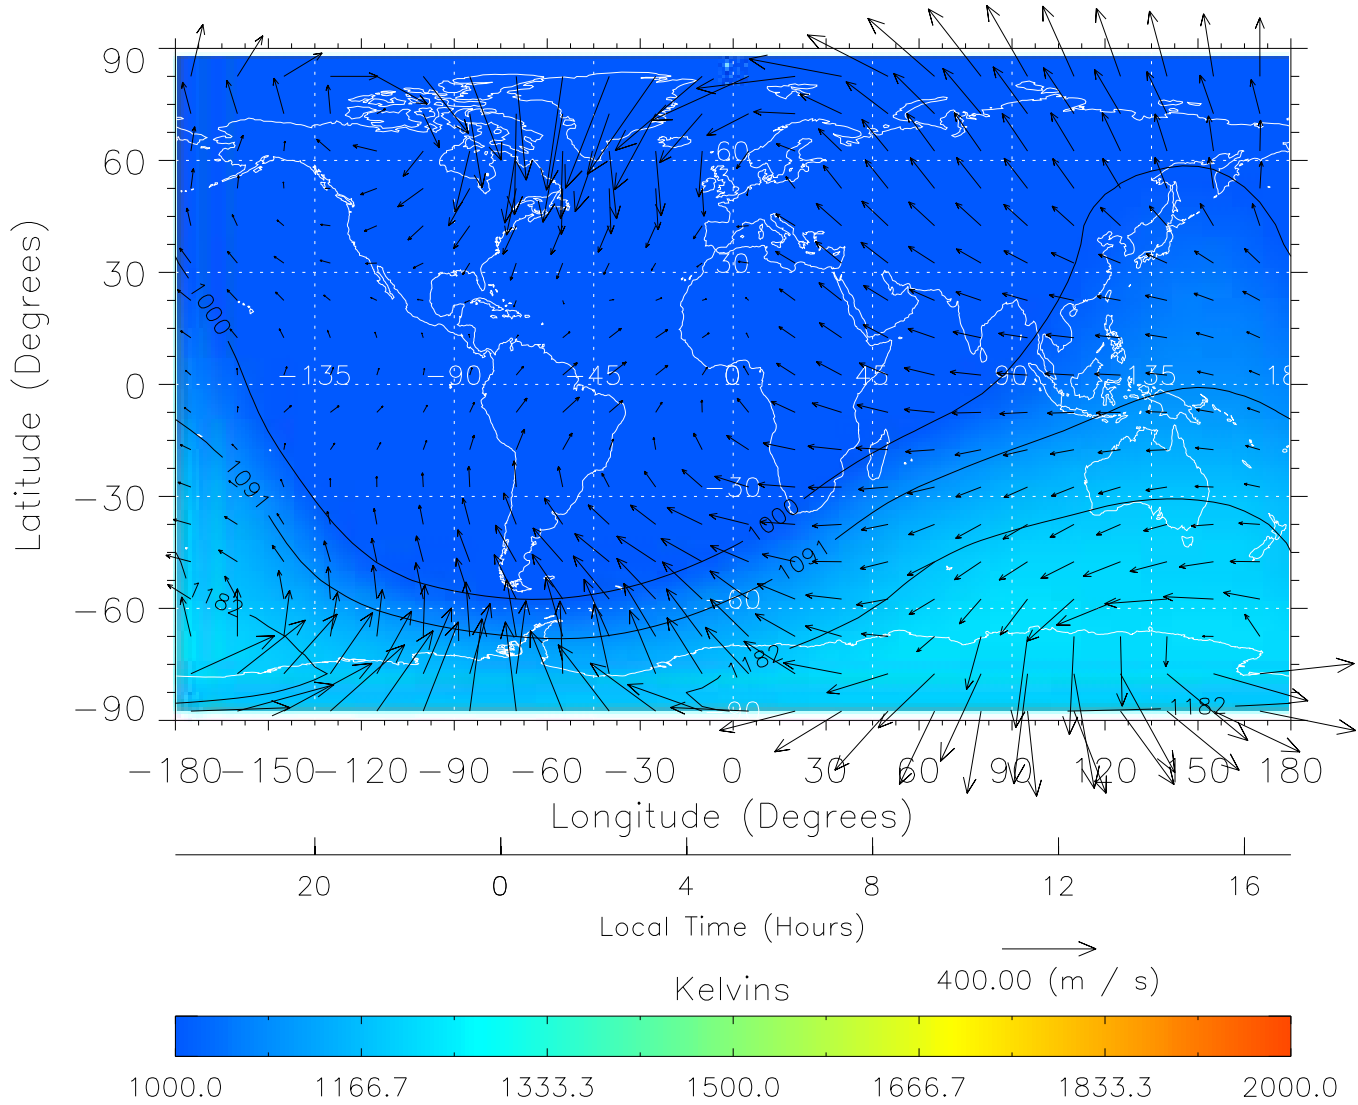 90
60
30
0
−30
−60
−90
Latitude (Degrees)
60
30
−135 −90 −45 0 45 90 135 18
−30
−60
−90
1000
1091
1182
1000
1091
1182
1182
−180 −150 −120 −90 −60 −30 0 30 60 90 120 150 180
Longitude (Degrees)
20 0 4 8 12 16
Local Time (Hours)
400.00 (m / s)
Kelvins
1000.0 1166.7 1333.3 1500.0 1666.7 1833.3 2000.0